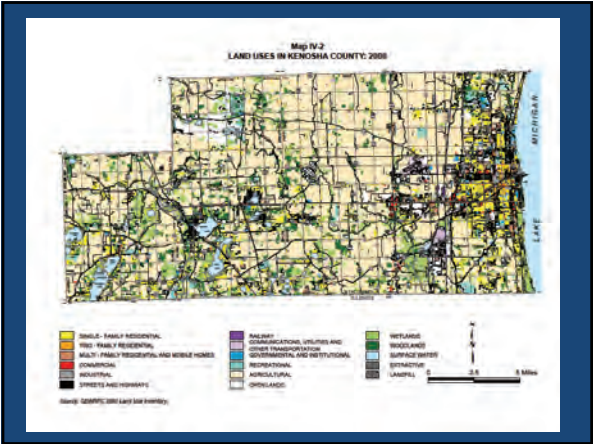 Map IV-2
LAND USES IN KENOSHA COUNTY: 2000
LAKE MICHIGAN
ILLINOIS
SINGLE - FAMILY RESIDENTIAL
TWO - FAMILY RESIDENTIAL
MULTI - FAMILY RESIDENTIAL AND MOBILE HOMES
COMMERCIAL
INDUSTRIAL
STREETS AND HIGHWAYS
RAILWAY
COMMUNICATIONS, UTILITIES AND
OTHER TRANSPORTATION
GOVERNMENTAL AND INSTITUTIONAL
RECREATIONAL
AGRICULTURAL
OPEN LANDS
WETLANDS
WOODLANDS
SURFACE WATER
EXTRACTIVE
LANDFILL
N
0 2.5 5 Miles
Source: SEWRPC 2000 Land Use Inventory.